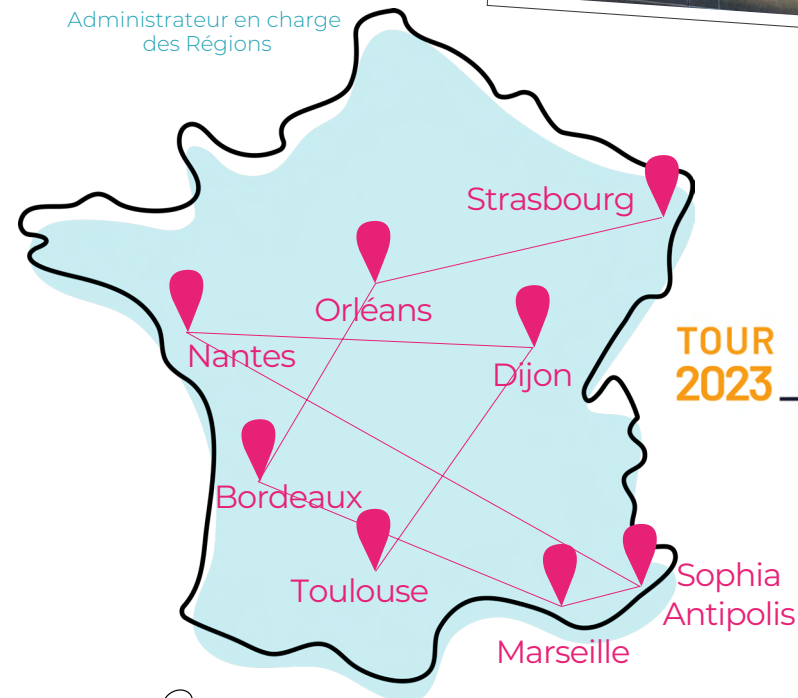 Administrateur en charge
des Régions
Strasbourg
Orléans
Nantes
Dijon
TOUR
2023
Bordeaux
Toulouse
Sophia
Antipolis
Marseille